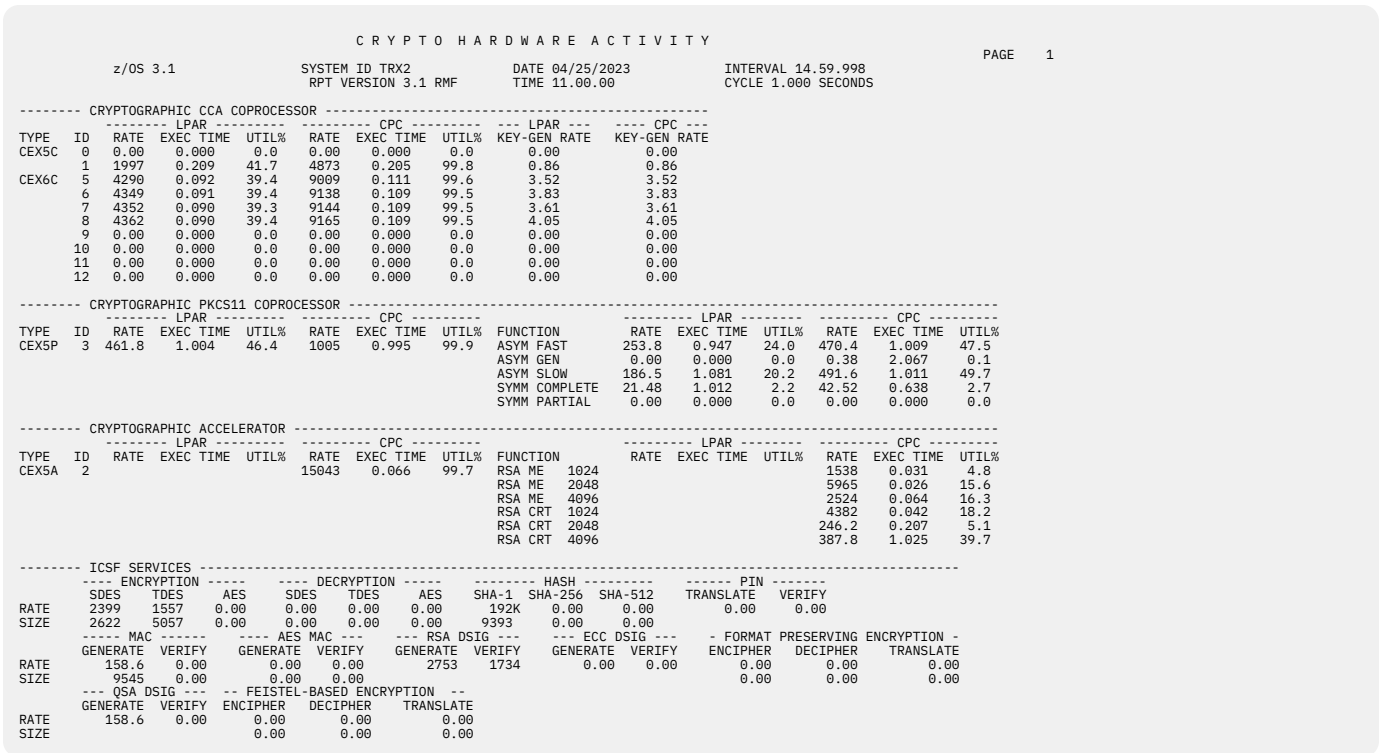 C R Y P T O  H A R D W A R E  A C T I V I T Y
PAGE    1
z/OS 3.1                SYSTEM ID TRX2             DATE 04/25/2023            INTERVAL 14.59.998
RPT VERSION 3.1 RMF       TIME 11.00.00              CYCLE 1.000 SECONDS
-------- CRYPTOGRAPHIC CCA COPROCESSOR -------------------------------------------------
-------- LPAR ---------  --------- CPC ---------  --- LPAR ---   ---- CPC ---
TYPE   ID   RATE  EXEC TIME  UTIL%   RATE  EXEC TIME  UTIL%  KEY-GEN RATE   KEY-GEN RATE
CEX5C   0   0.00    0.000     0.0    0.00    0.000     0.0      0.00           0.00
1   1997    0.209    41.7    4873    0.205    99.8      0.86           0.86
CEX6C   5   4290    0.092    39.4    9009    0.111    99.6      3.52           3.52
6   4349    0.091    39.4    9138    0.109    99.5      3.83           3.83
7   4352    0.090    39.3    9144    0.109    99.5      3.61           3.61
8   4362    0.090    39.4    9165    0.109    99.5      4.05           4.05
9   0.00    0.000     0.0    0.00    0.000     0.0      0.00           0.00
10   0.00    0.000     0.0    0.00    0.000     0.0      0.00           0.00
11   0.00    0.000     0.0    0.00    0.000     0.0      0.00           0.00
12   0.00    0.000     0.0    0.00    0.000     0.0      0.00           0.00
-------- CRYPTOGRAPHIC PKCS11 COPROCESSOR ------------------------------------------------------------------------------------
-------- LPAR ---------  --------- CPC ---------                  --------- LPAR --------  --------- CPC ---------
TYPE   ID  RATE  EXEC TIME  UTIL%   RATE  EXEC TIME  UTIL%  FUNCTION         RATE  EXEC TIME  UTIL%   RATE  EXEC TIME  UTIL%
CEX5P   3  461.8    1.004    46.4    1005    0.995    99.9  ASYM FAST       253.8    0.947    24.0   470.4    1.009    47.5
ASYM GEN         0.00    0.000     0.0    0.38    2.067     0.1
ASYM SLOW       186.5    1.081    20.2   491.6    1.011    49.7
SYMM COMPLETE   21.48    1.012     2.2   42.52    0.638     2.7
SYMM PARTIAL     0.00    0.000     0.0    0.00    0.000     0.0
-------- CRYPTOGRAPHIC ACCELERATOR -------------------------------------------------------------------------------------------
-------- LPAR ---------  --------- CPC ---------                  --------- LPAR --------  --------- CPC ---------
TYPE   ID   RATE  EXEC TIME  UTIL%   RATE  EXEC TIME  UTIL%  FUNCTION         RATE  EXEC TIME  UTIL%   RATE  EXEC TIME  UTIL%
CEX5A   2                           15043    0.066    99.7  RSA ME   1024                              1538    0.031     4.8
RSA ME   2048                              5965    0.026    15.6
RSA ME   4096                              2524    0.064    16.3
RSA CRT  1024                              4382    0.042    18.2
RSA CRT  2048                             246.2    0.207     5.1
RSA CRT  4096                             387.8    1.025    39.7
-------- ICSF SERVICES --------------------------------------------------------------------------------------------------
---- ENCRYPTION -----    ---- DECRYPTION -----    -------- HASH ---------    ------ PIN -------
SDES    TDES     AES     SDES    TDES     AES    SHA-1  SHA-256  SHA-512    TRANSLATE   VERIFY
RATE     2399    1557    0.00     0.00    0.00    0.00     192K    0.00     0.00         0.00     0.00
SIZE     2622    5057    0.00     0.00    0.00    0.00     9393    0.00     0.00
----- MAC ------    ---- AES MAC ---    --- RSA DSIG ---    --- ECC DSIG ---    - FORMAT PRESERVING ENCRYPTION -
GENERATE  VERIFY    GENERATE  VERIFY    GENERATE  VERIFY    GENERATE  VERIFY    ENCIPHER   DECIPHER    TRANSLATE
RATE       158.6    0.00        0.00    0.00        2753    1734        0.00    0.00        0.00       0.00         0.00
SIZE        9545    0.00        0.00    0.00                                                0.00       0.00         0.00
--- QSA DSIG ---  -- FEISTEL-BASED ENCRYPTION  --
GENERATE  VERIFY  ENCIPHER   DECIPHER    TRANSLATE
RATE       158.6    0.00      0.00       0.00         0.00
SIZE                          0.00       0.00         0.00